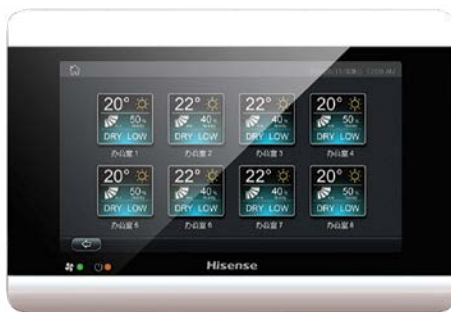 20° 22° 22° 20°
50% 40% 40% 50%
DRY LOW DRY LOW DRY LOW DRY LOW
办公室 1 办公室 2 办公室 3 办公室 4
20° 22° 22° 20°
50% 40% 40% 50%
DRY LOW DRY LOW DRY LOW DRY LOW
办公室 5 办公室 6 办公室 7 办公室 8
Hisense